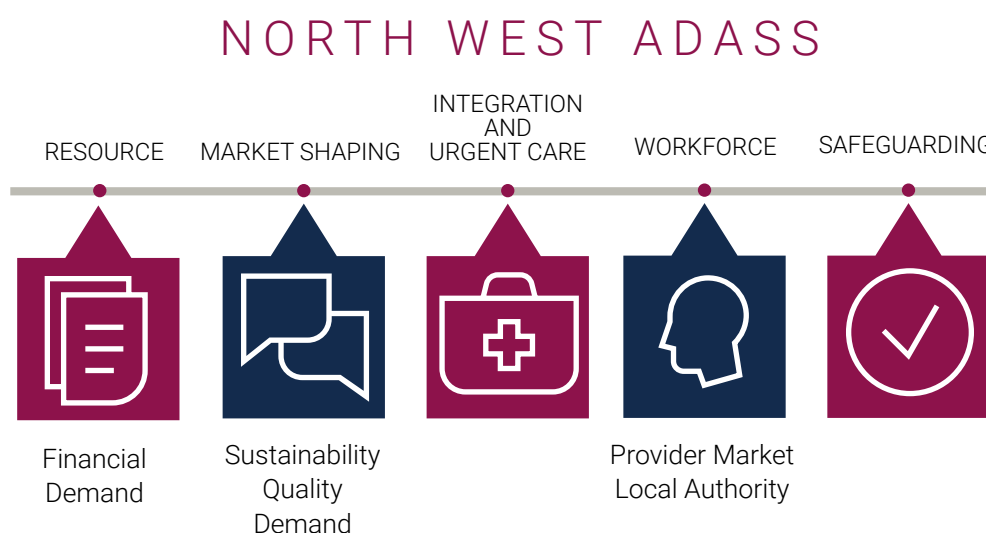 NORTH WEST ADASS
RESOURCE
MARKET SHAPING
INTEGRATION
AND
URGENT CARE
WORKFORCE
SAFEGUARDING
Financial
Demand
Sustainability
Quality
Demand
Provider Market
Local Authority